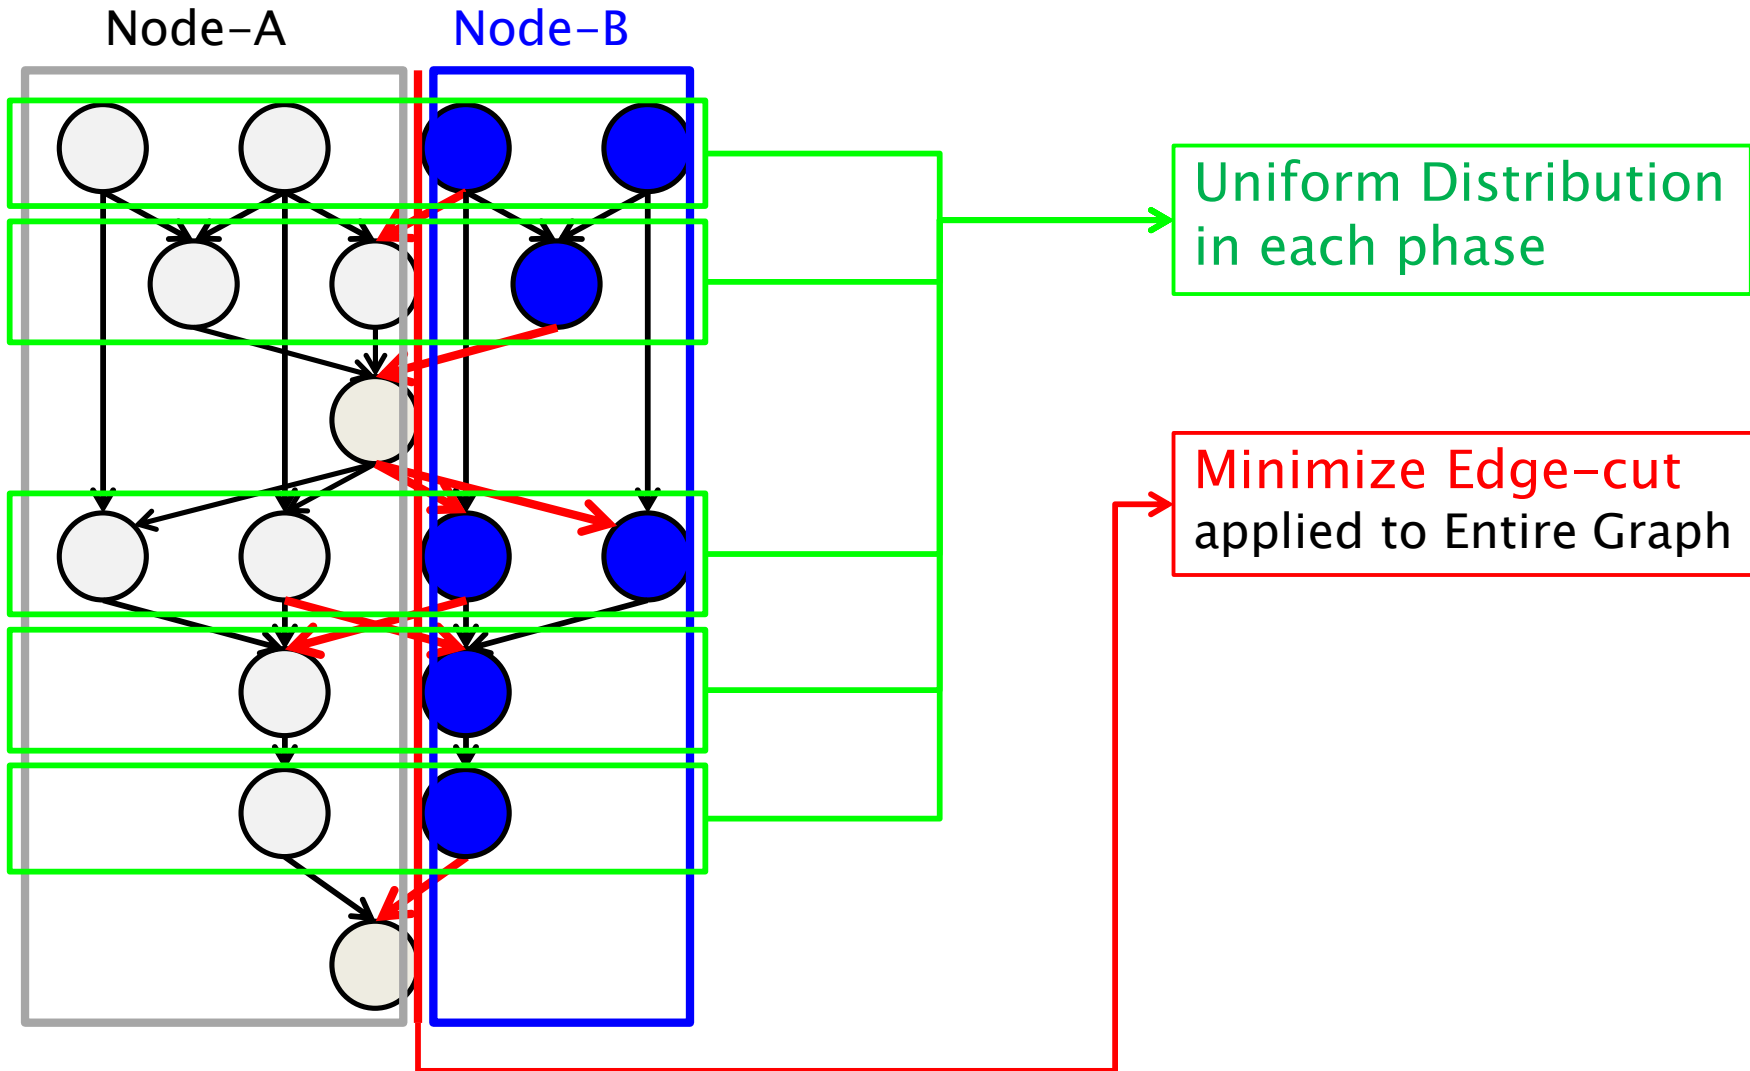 Node-A
Node-B
Uniform Distribution
in each phase
Minimize Edge-cut
applied to Entire Graph